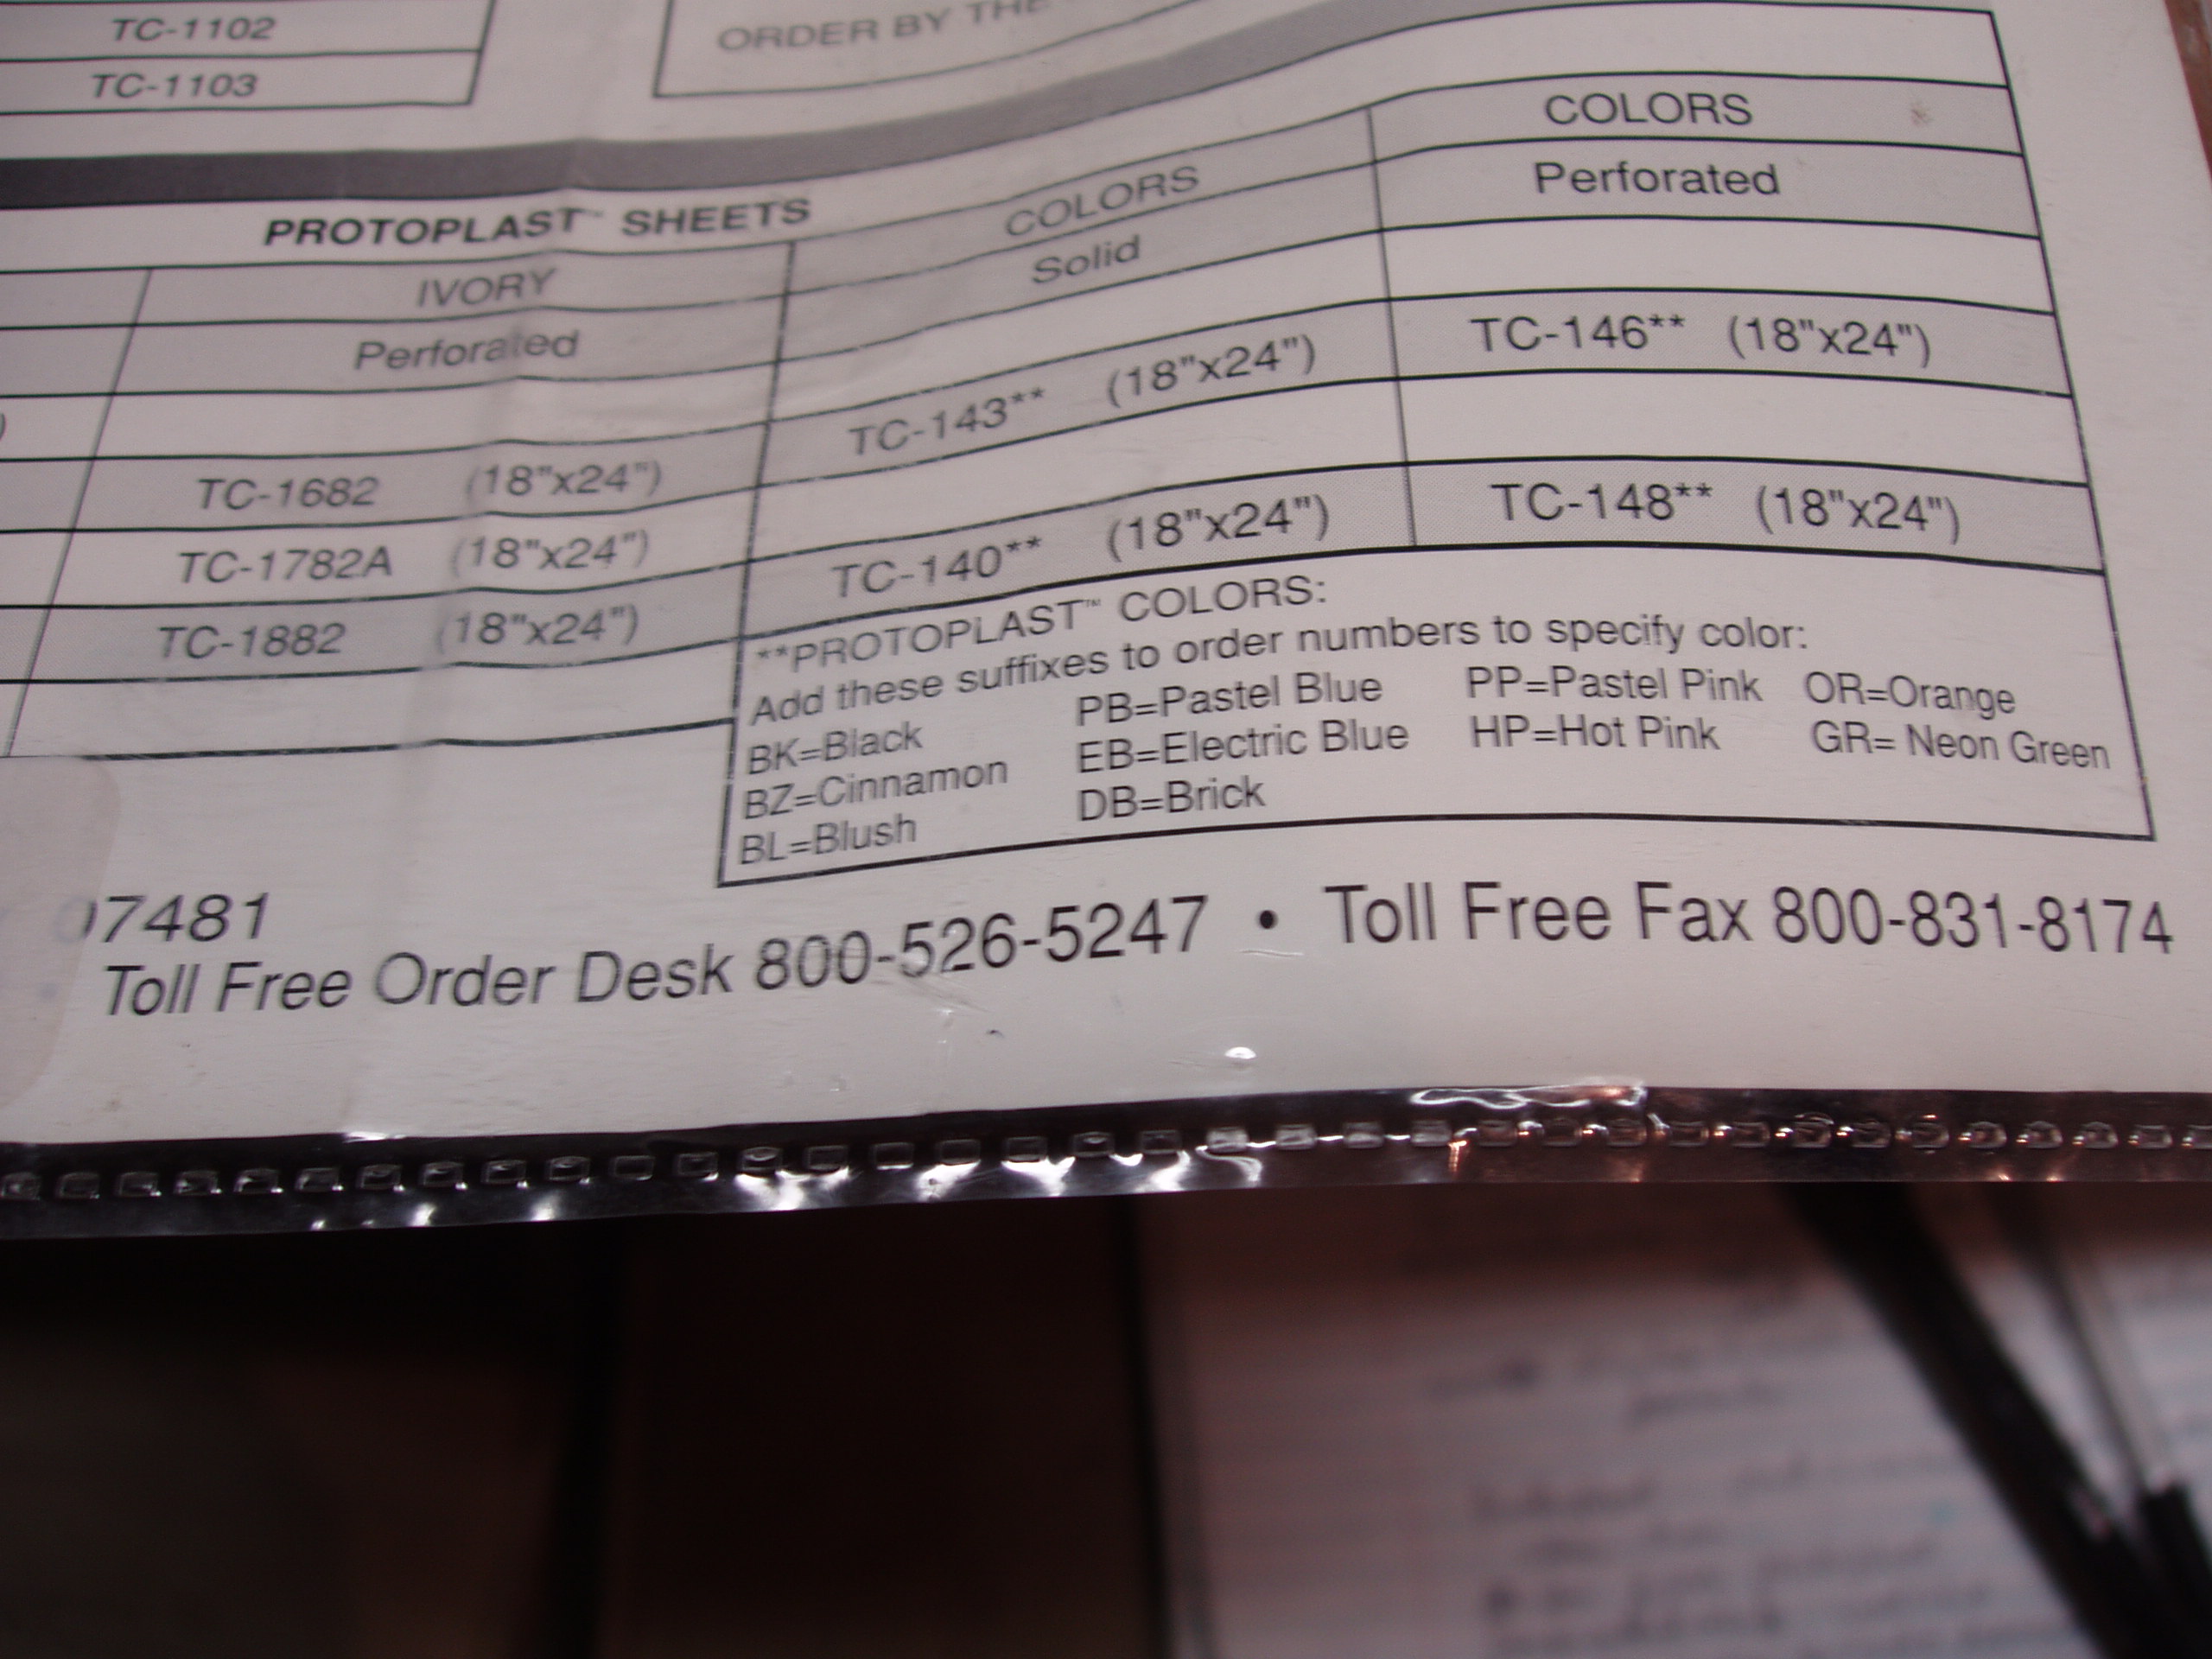 TC-1102
TC-1103
ORDER BY THE
PROTOPLAST™ SHEETS
IVORY COLORS COLORS
Perforated Solid Perforated
TC-1682 (18"x24") TC-143** (18"x24") TC-146** (18"x24")
TC-1782A (18"x24")
TC-1882 (18"x24") TC-140** (18"x24") TC-148** (18"x24")
**PROTOPLAST™ COLORS:
Add these suffixes to order numbers to specify color:
BK=Black PB=Pastel Blue PP=Pastel Pink OR=Orange
BZ=Cinnamon EB=Electric Blue HP=Hot Pink GR= Neon Green
BL=Blush DB=Brick
07481
Toll Free Order Desk 800-526-5247 • Toll Free Fax 800-831-8174